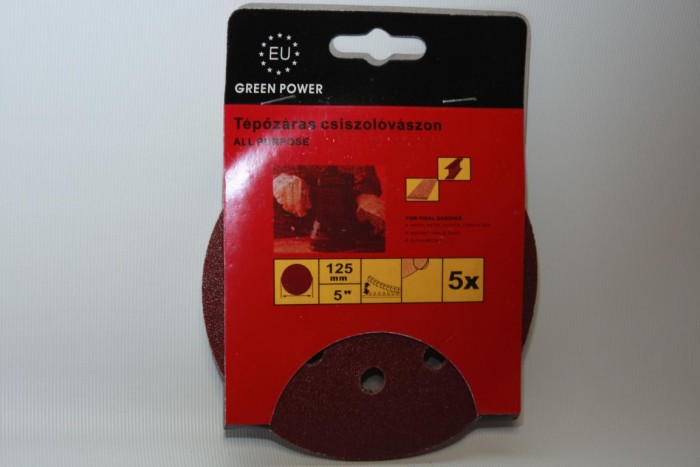 EU
GREEN POWER
Tépőzáras csiszolóvászon
ALL PURPOSE
125
mm
5"
5x